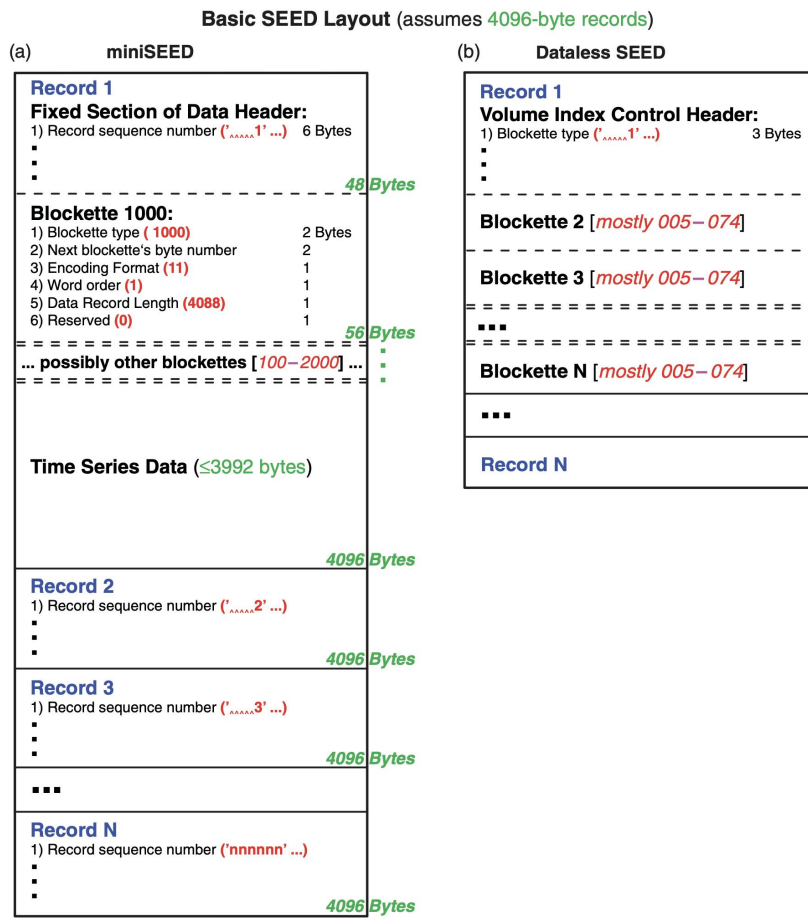 Basic SEED Layout (assumes 4096-byte records)
(a) miniSEED
Record 1
Fixed Section of Data Header:
1) Record sequence number ('^^^^^1' ...) 6 Bytes
48 Bytes
Blockette 1000:
1) Blockette type ( 1000) 2 Bytes
2) Next blockette's byte number 2
3) Encoding Format (11) 1
4) Word order (1) 1
5) Data Record Length (4088) 1
6) Reserved (0) 1
56 Bytes
... possibly other blockettes [100–2000] ...
Time Series Data (≤3992 bytes)
4096 Bytes
Record 2
1) Record sequence number ('^^^^^2' ...)
4096 Bytes
Record 3
1) Record sequence number ('^^^^^3' ...)
4096 Bytes
...
Record N
1) Record sequence number ('nnnnnn' ...)
4096 Bytes
(b) Dataless SEED
Record 1
Volume Index Control Header:
1) Blockette type ('^^^^^1' ...) 3 Bytes
Blockette 2 [mostly 005–074]
Blockette 3 [mostly 005–074]
...
Blockette N [mostly 005–074]
...
Record N